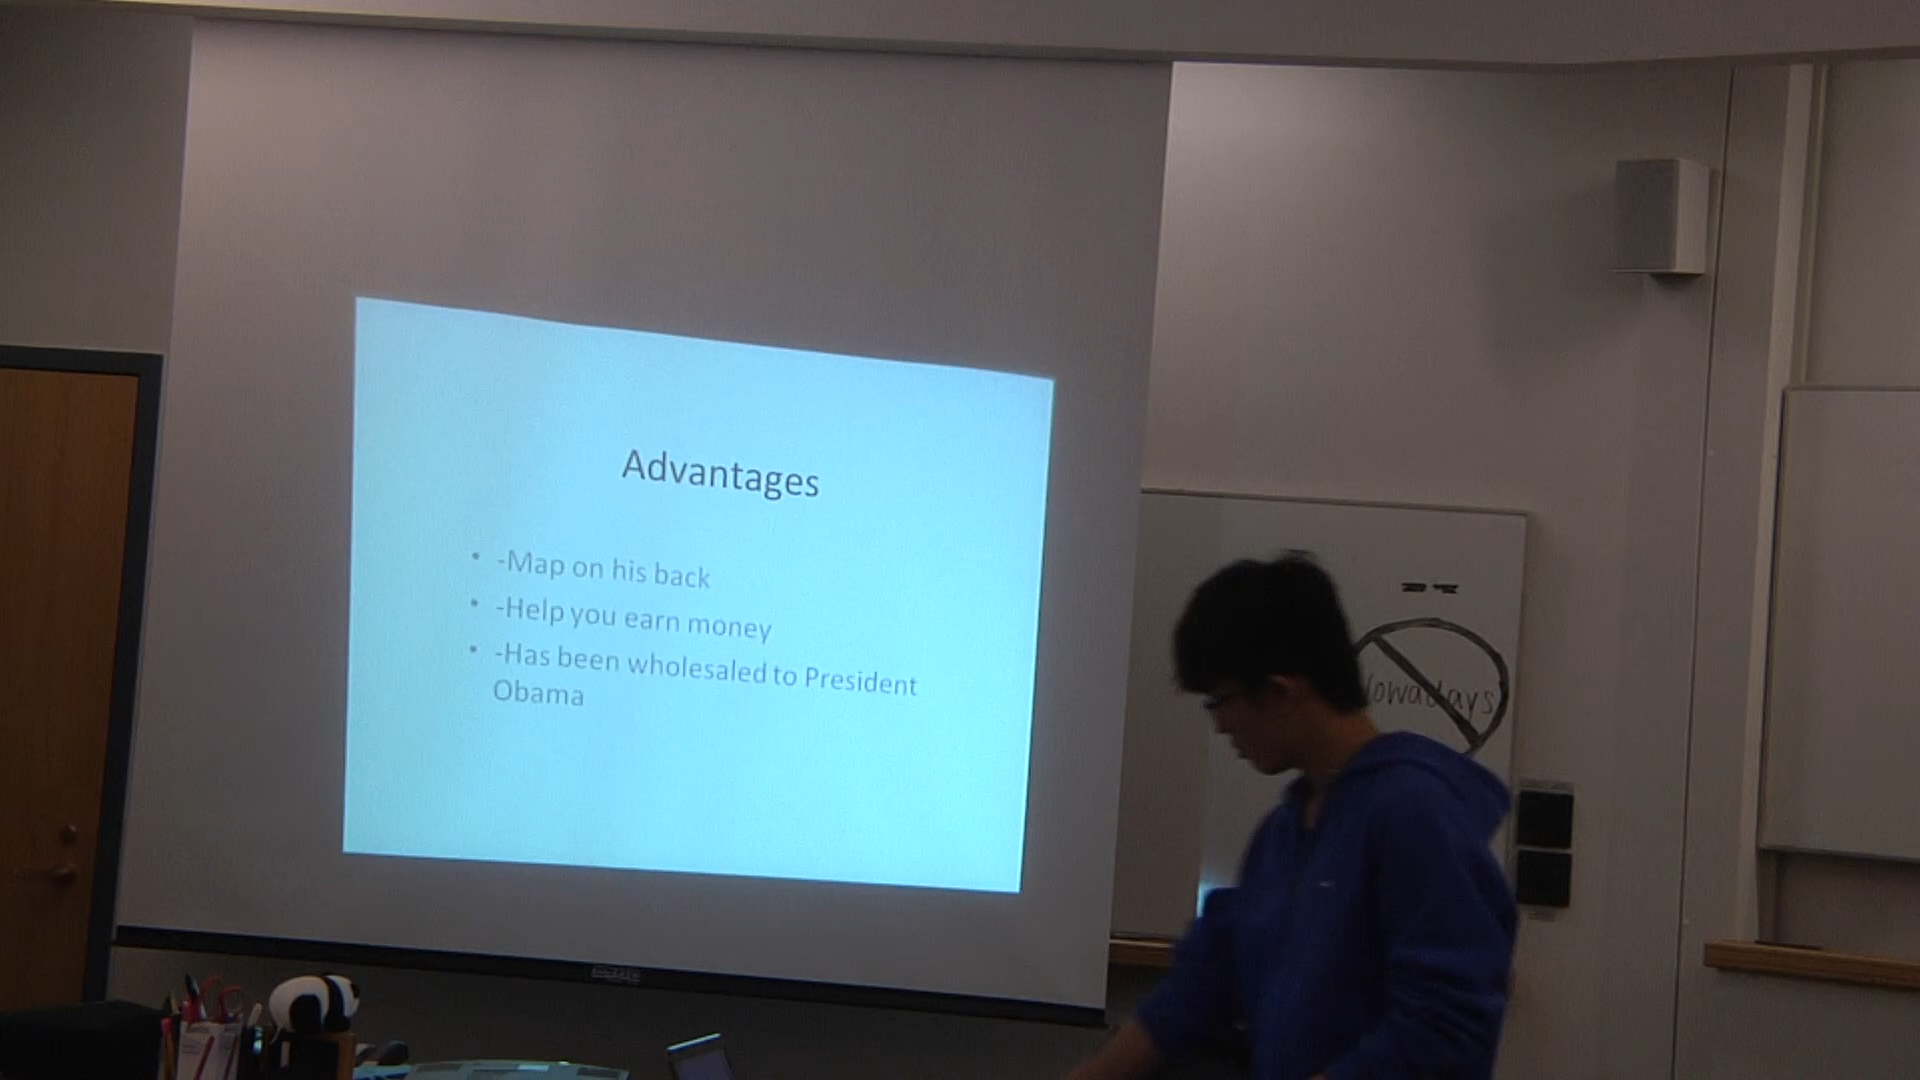 Advantages
• -Map on his back
• -Help you earn money
• -Has been wholesaled to President
Obama